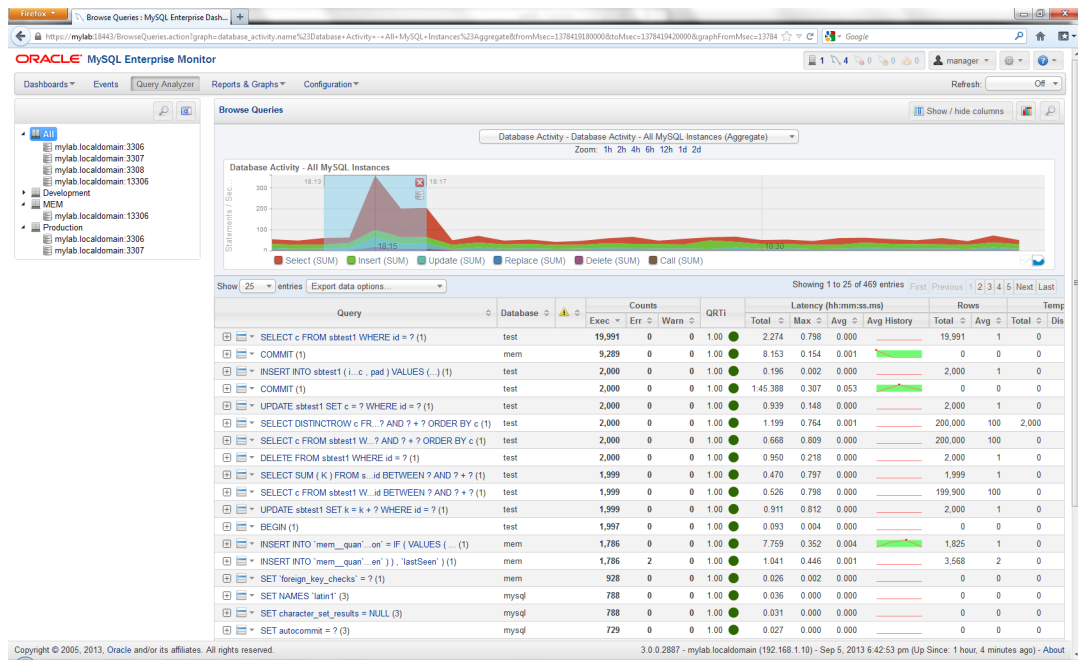 Firefox
Browse Queries : MySQL Enterprise Dash...
https://mylab:18443/BrowseQueries.action?graph=database_activity.name%23Database+Activity+-+All+MySQL+Instances%23Aggregate&fromMsec=1378419180000&toMsec=1378419420000&graphFromMsec=13784
Google
ORACLE MySQL Enterprise Monitor
1 4 0 0 0 manager
Dashboards Events Query Analyzer Reports & Graphs Configuration Refresh: Off
All
mylab.localdomain:3306
mylab.localdomain:3307
mylab.localdomain:3308
mylab.localdomain:13306
Development
MEM
mylab.localdomain:13306
Production
mylab.localdomain:3306
mylab.localdomain:3307
Browse Queries Show / hide columns
Database Activity - Database Activity - All MySQL Instances (Aggregate)
Zoom: 1h 2h 4h 6h 12h 1d 2d
Database Activity - All MySQL Instances
Statements / Sec...
300
200
100
0
18:13 18:17
18:15 18:30
Select (SUM) Insert (SUM) Update (SUM) Replace (SUM) Delete (SUM) Call (SUM)
Show 25 entries Export data options... Showing 1 to 25 of 469 entries First Previous 1 2 3 4 5 Next Last
Query Database Counts QRTi Latency (hh:mm:ss.ms) Rows Temp
Exec Err Warn Total Max Avg Avg History Total Avg Total Dis
SELECT c FROM sbtest1 WHERE id = ? (1) test 19,991 0 0 1.00 2.274 0.798 0.000 19,991 1 0
COMMIT (1) mem 9,289 0 0 1.00 8.153 0.154 0.001 0 0 0
INSERT INTO sbtest1 ( i...c , pad ) VALUES (...) (1) test 2,000 0 0 1.00 0.196 0.002 0.000 2,000 1 0
COMMIT (1) test 2,000 0 0 1.00 1:45.388 0.307 0.053 0 0 0
UPDATE sbtest1 SET c = ? WHERE id = ? (1) test 2,000 0 0 1.00 0.939 0.148 0.000 2,000 1 0
SELECT DISTINCTROW c FR...? AND ? + ? ORDER BY c (1) test 2,000 0 0 1.00 1.199 0.764 0.001 200,000 100 2,000
SELECT c FROM sbtest1 W...? AND ? + ? ORDER BY c (1) test 2,000 0 0 1.00 0.668 0.809 0.000 200,000 100 0
DELETE FROM sbtest1 WHERE id = ? (1) test 2,000 0 0 1.00 0.950 0.218 0.000 2,000 1 0
SELECT SUM ( K ) FROM s...id BETWEEN ? AND ? + ? (1) test 1,999 0 0 1.00 0.470 0.797 0.000 1,999 1 0
SELECT c FROM sbtest1 W...id BETWEEN ? AND ? + ? (1) test 1,999 0 0 1.00 0.526 0.798 0.000 199,900 100 0
UPDATE sbtest1 SET k = k + ? WHERE id = ? (1) test 1,999 0 0 1.00 0.911 0.812 0.000 2,000 1 0
BEGIN (1) test 1,997 0 0 1.00 0.093 0.004 0.000 0 0 0
INSERT INTO `mem__quan`...on` = IF ( VALUES ( ... (1) mem 1,786 0 0 1.00 7.759 0.352 0.004 1,825 1 0
INSERT INTO `mem__quan`...en` ) ) , `lastSeen` ) (1) mem 1,786 2 0 1.00 1.041 0.446 0.001 3,568 2 0
SET `foreign_key_checks` = ? (1) mem 928 0 0 1.00 0.026 0.002 0.000 0 0 0
SET NAMES `latin1` (3) mysql 788 0 0 1.00 0.036 0.000 0.000 0 0 0
SET character_set_results = NULL (3) mysql 788 0 0 1.00 0.031 0.000 0.000 0 0 0
SET autocommit = ? (3) mysql 729 0 0 1.00 0.027 0.000 0.000 0 0 0
Copyright © 2005, 2013, Oracle and/or its affiliates. All rights reserved. 3.0.0.2887 - mylab.localdomain (192.168.1.10) - Sep 5, 2013 6:42:53 pm (Up Since: 1 hour, 4 minutes ago) - About